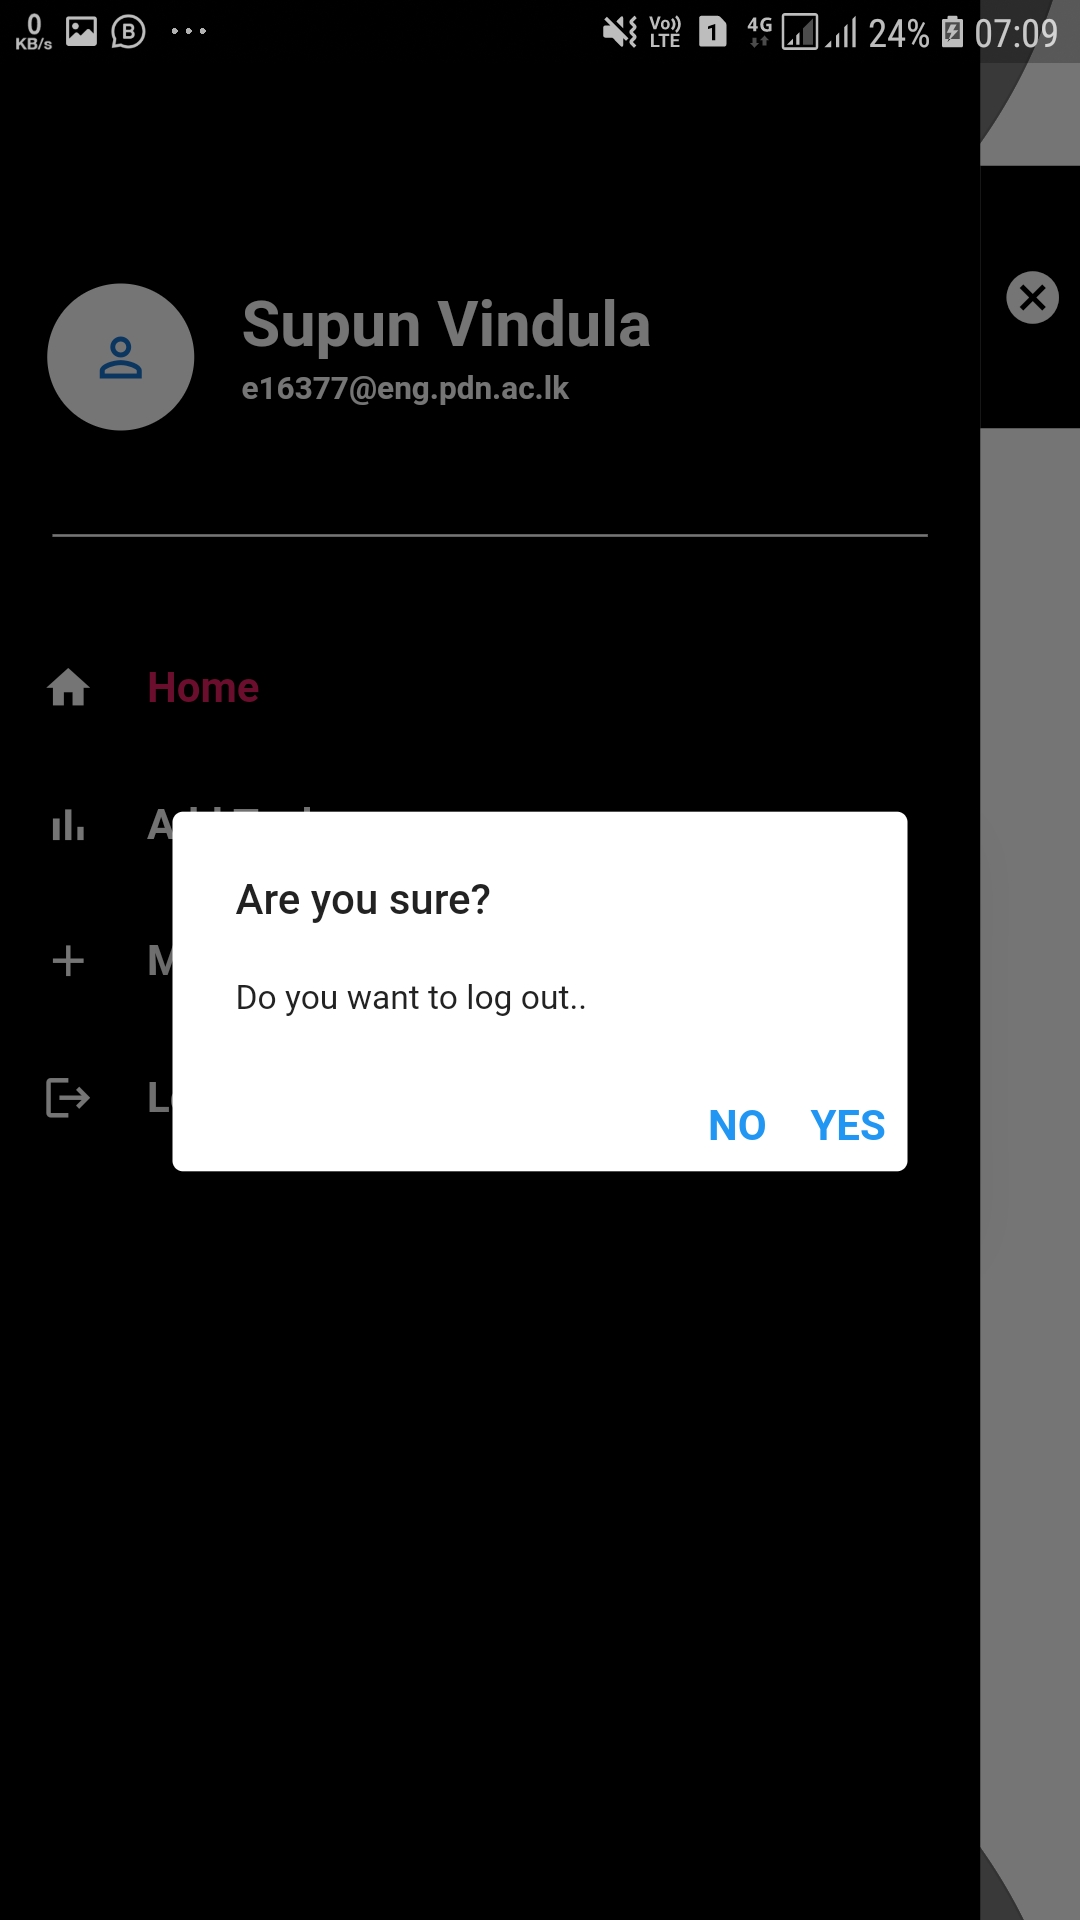 0
KB/s
B
Vo))
LTE
1
4G
24%
07:09
Supun Vindula
e16377@eng.pdn.ac.lk
Home
Are you sure?
Do you want to log out..
NO YES